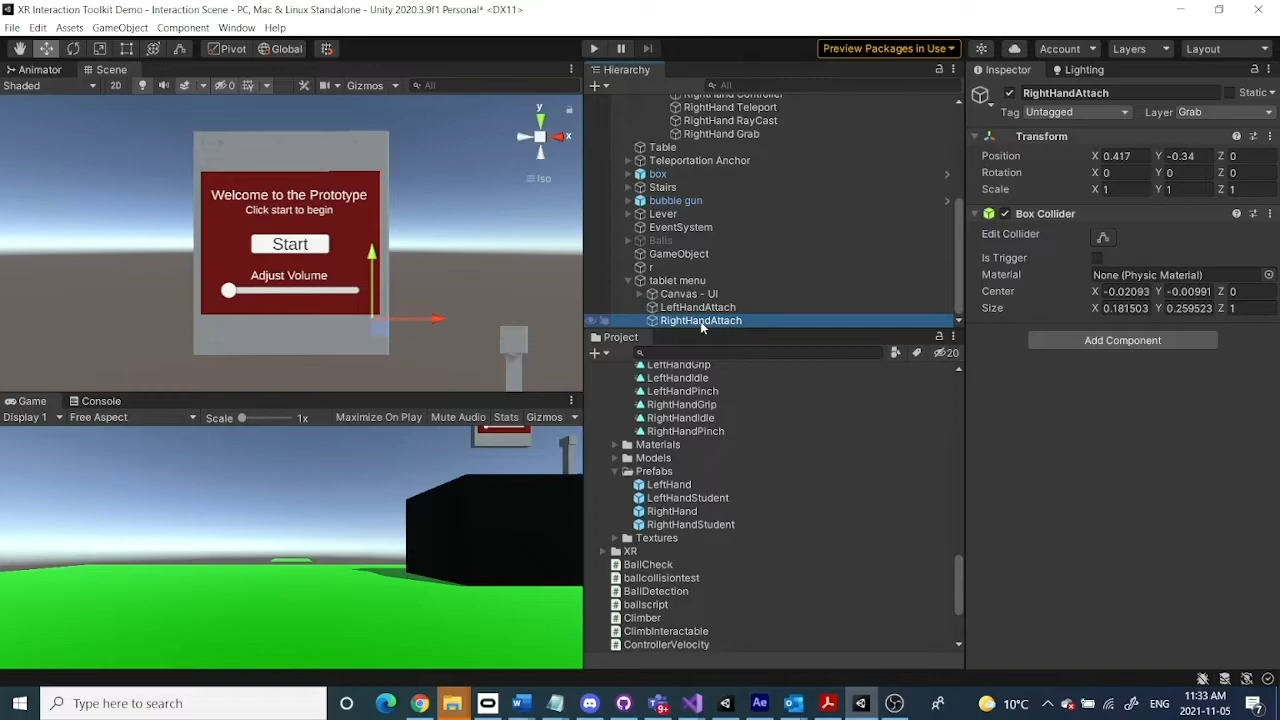 XR Interaction Toolkit Demo - Interaction Scene - PC, Mac & Linux Standalone - Unity 2020.3.9f1 Personal* <DX11>
File Edit Assets GameObject Component Window Help
Pivot Global Preview Packages in Use Account Layers Layout
Animator Scene
Shaded 2D 0 Gizmos All
y
x
Iso
Welcome to the Prototype
Click start to begin
Start
Adjust Volume
Game Console
Display 1 Free Aspect Scale 1x Maximize On Play Mute Audio Stats Gizmos
Hierarchy
All
RightHand Controller
RightHand Teleport
RightHand RayCast
RightHand Grab
Table
Teleportation Anchor
box
Stairs
bubble gun
Lever
EventSystem
Balls
GameObject
r
tablet menu
Canvas - UI
LeftHandAttach
RightHandAttach
Project
20
LeftHandGrip
LeftHandIdle
LeftHandPinch
RightHandGrip
RightHandIdle
RightHandPinch
Materials
Models
Prefabs
LeftHand
LeftHandStudent
RightHand
RightHandStudent
Textures
XR
BallCheck
ballcollisiontest
BallDetection
ballscript
Climber
ClimbInteractable
ControllerVelocity
Inspector Lighting
RightHandAttach Static
Tag Untagged Layer Grab
Transform
Position X 0.417 Y -0.34 Z 0
Rotation X 0 Y 0 Z 0
Scale X 1 Y 1 Z 1
Box Collider
Edit Collider
Is Trigger
Material None (Physic Material)
Center X -0.02093 Y -0.00991 Z 0
Size X 0.181503 Y 0.259523 Z 1
Add Component
Type here to search
9+
Ae
10°C
ENG
11:33 AM
2021-11-05
7